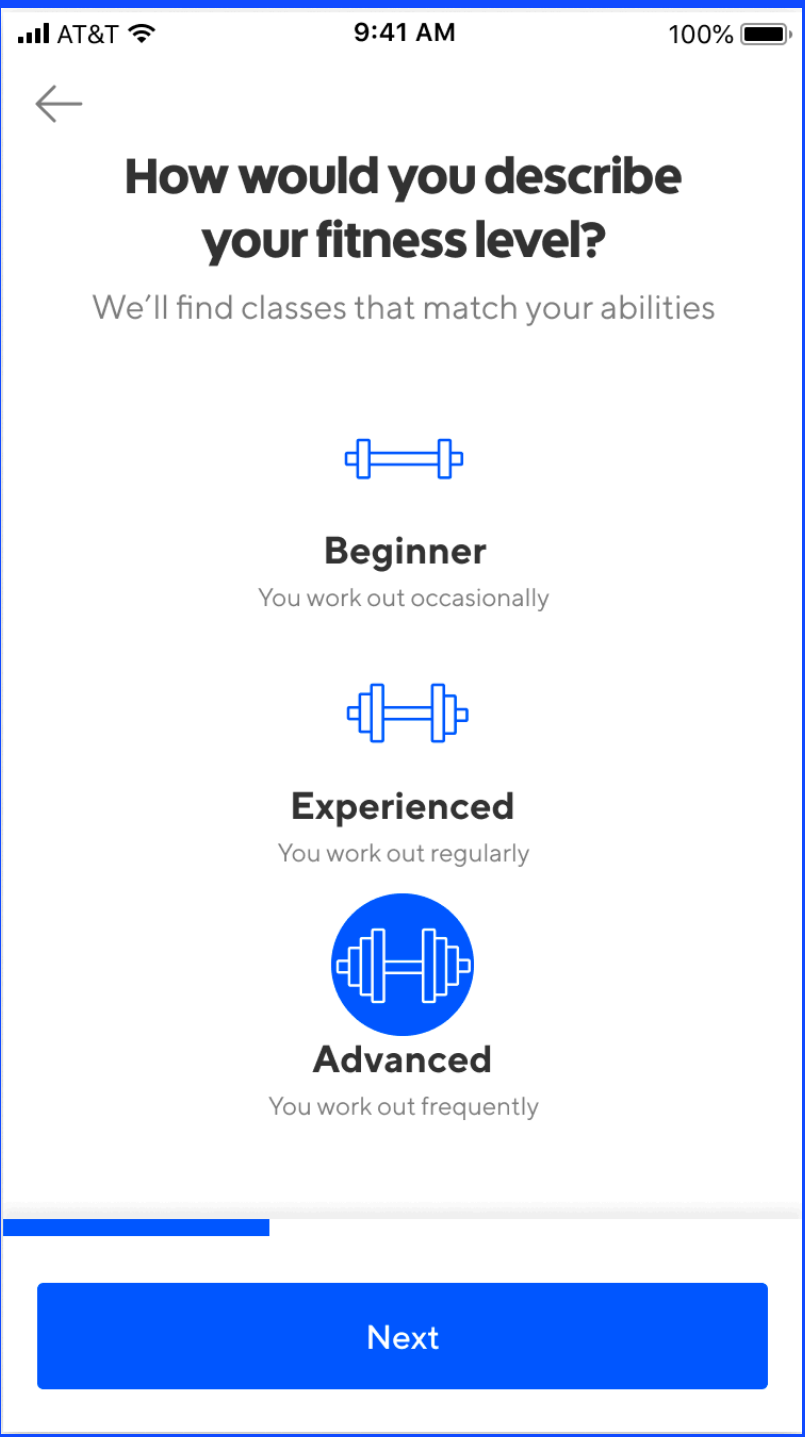 AT&T 9:41 AM 100%
How would you describe
your fitness level?
We’ll find classes that match your abilities
Beginner
You work out occasionally
Experienced
You work out regularly
Advanced
You work out frequently
Next